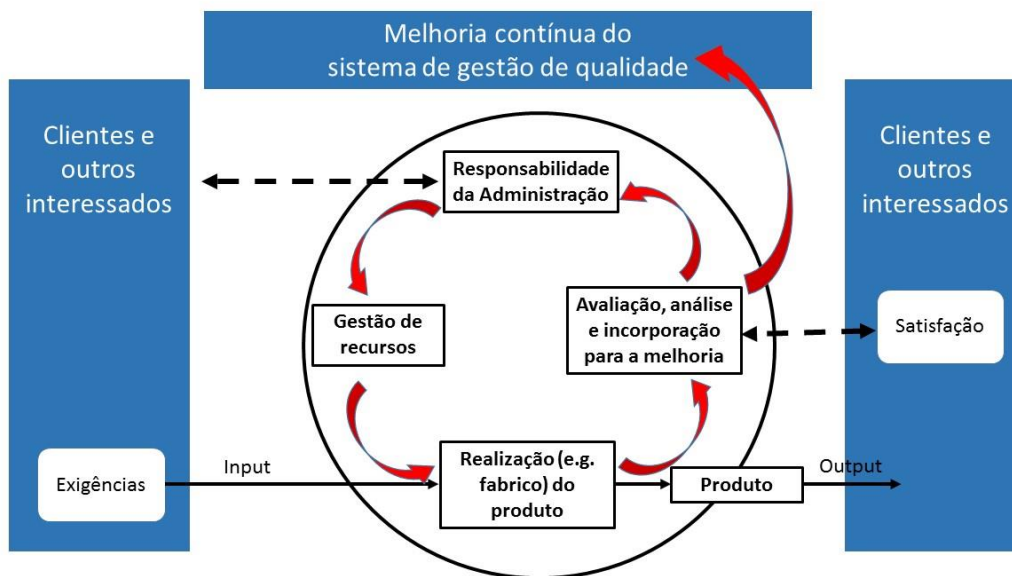 Melhoria contínua do
sistema de gestão de qualidade
Clientes e
outros
interessados
Responsabilidade
da Administração
Clientes e
outros
interessados
Gestão de
recursos
Avaliação, análise
e incorporação
para a melhoria
Satisfação
Exigências
Input
Realização (e.g.
fabrico) do
produto
Produto
Output